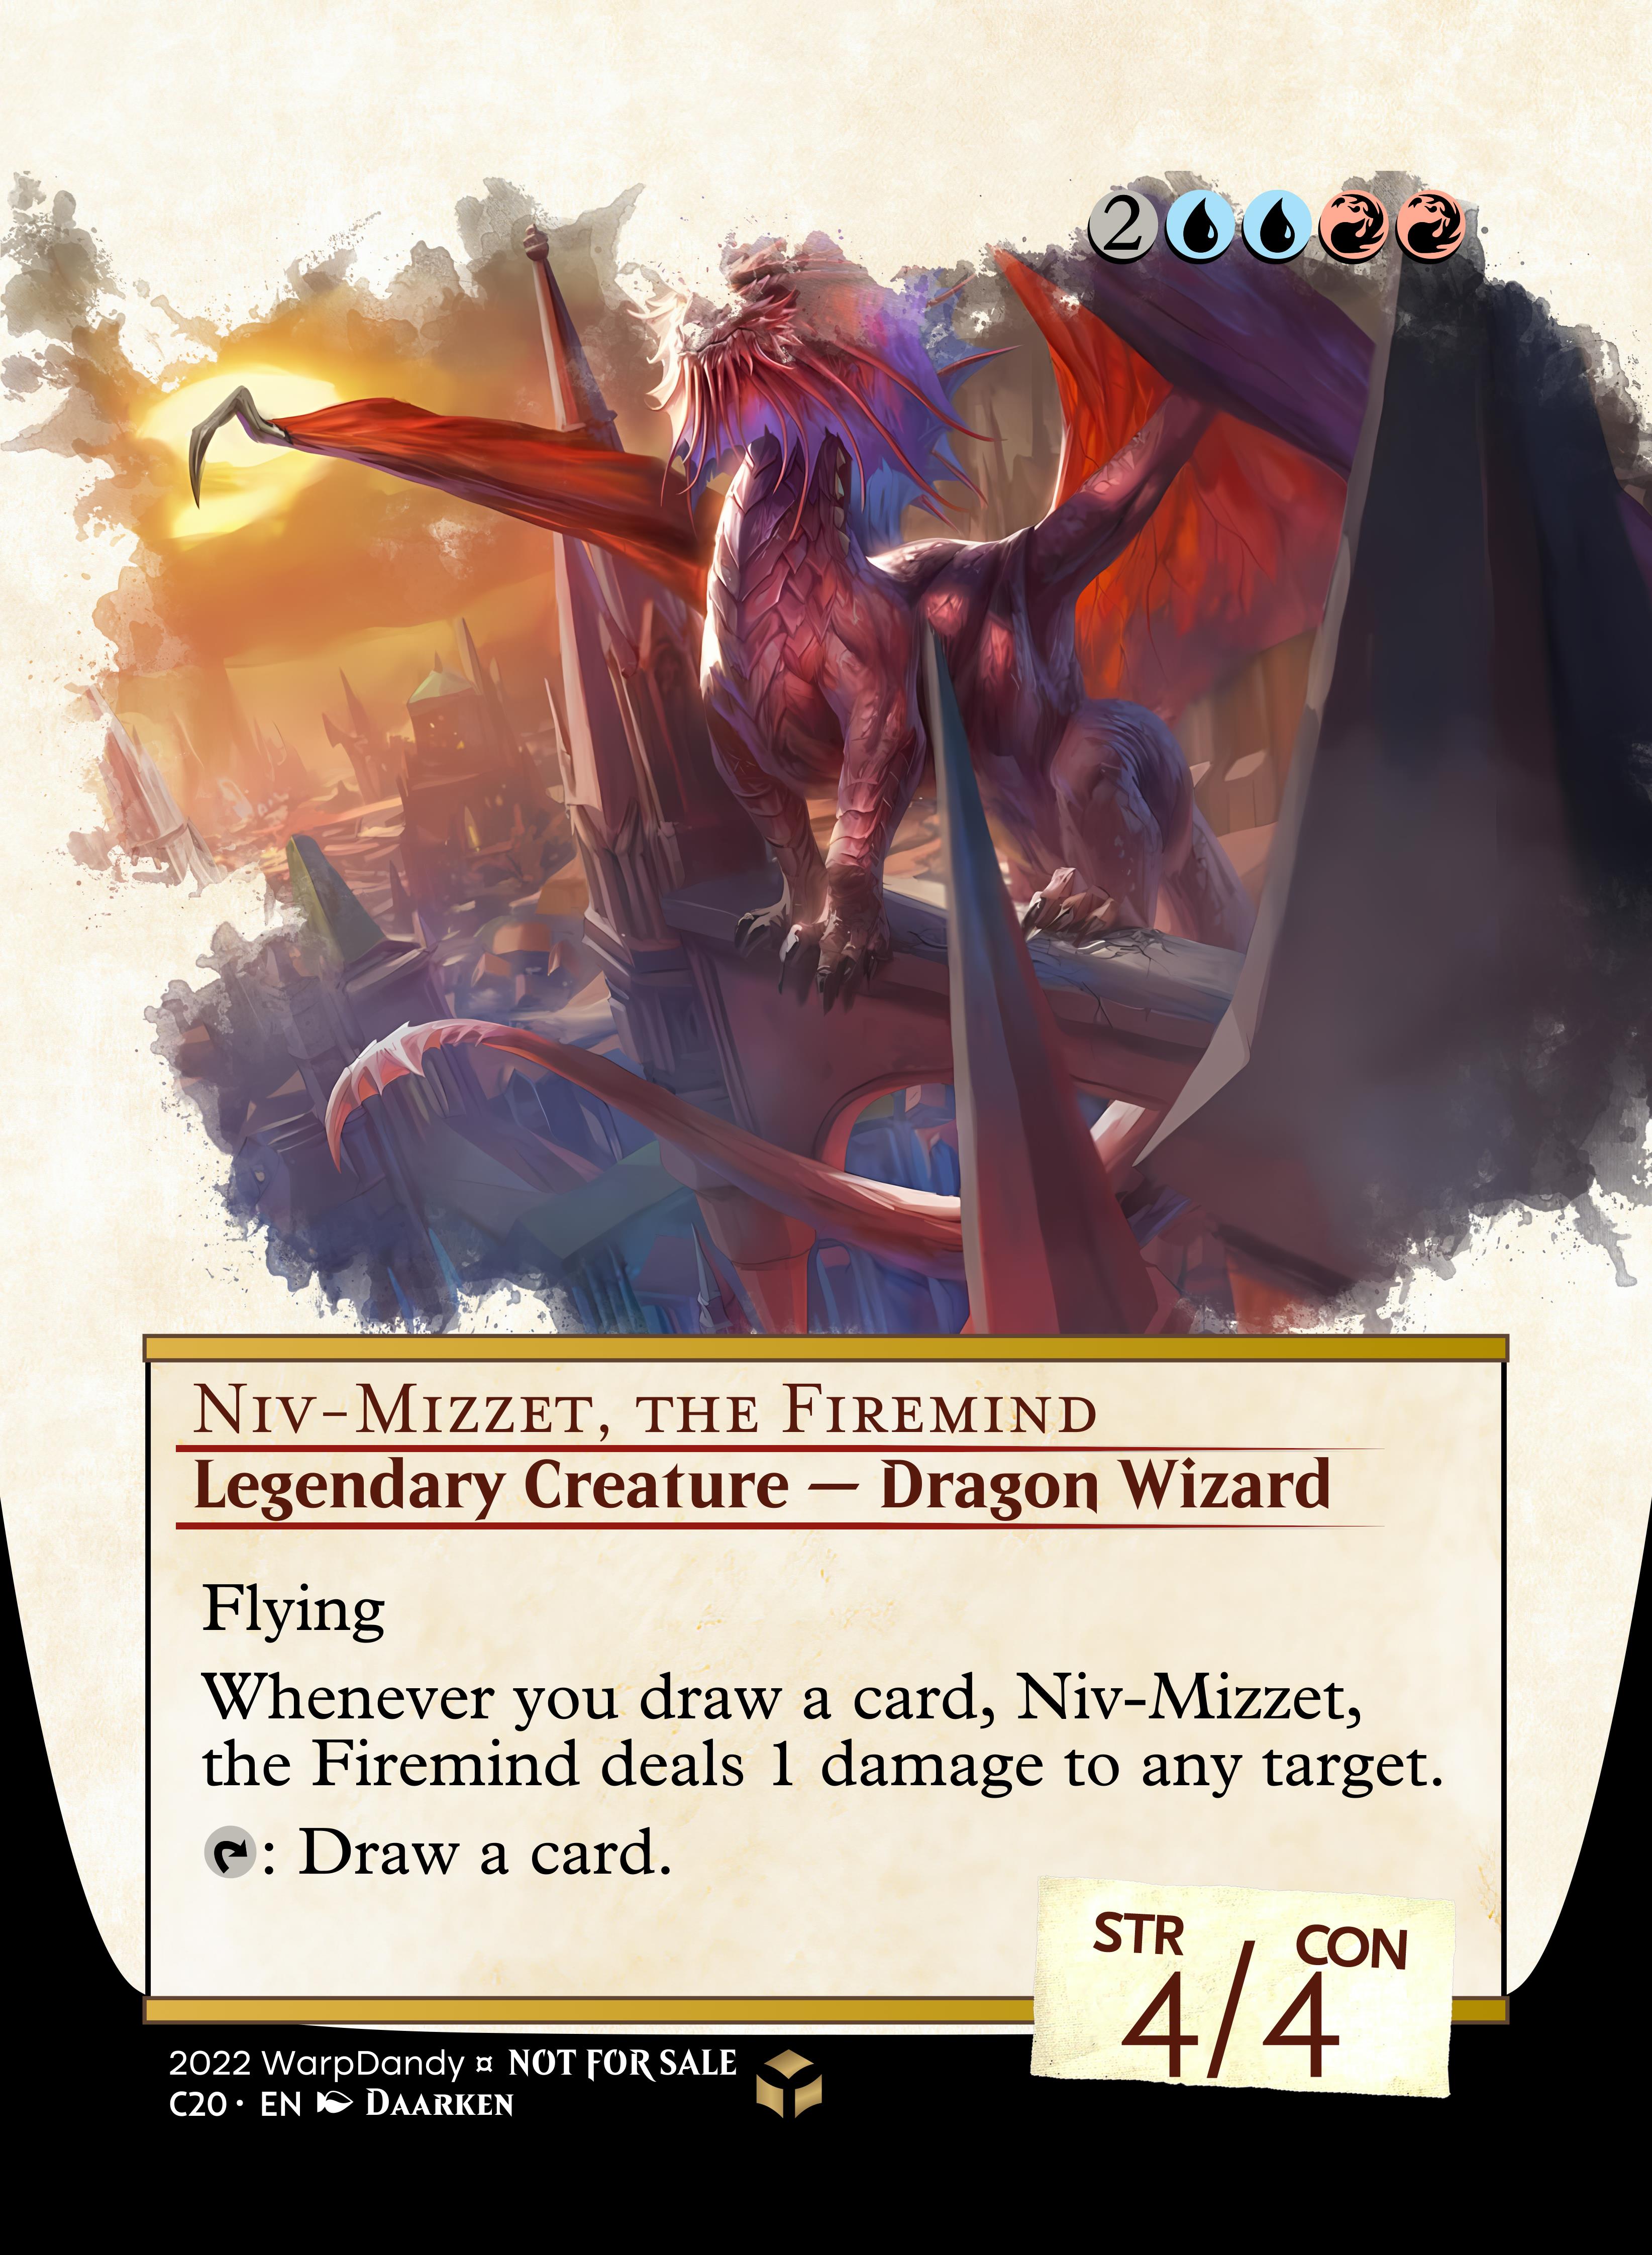 2
Niv-Mizzet, the Firemind
Legendary Creature — Dragon Wizard
Flying
Whenever you draw a card, Niv-Mizzet,
the Firemind deals 1 damage to any target.
: Draw a card.
STR CON
4/4
2022 WarpDandy ¤ NOT FOR SALE
C20 · EN Daarken